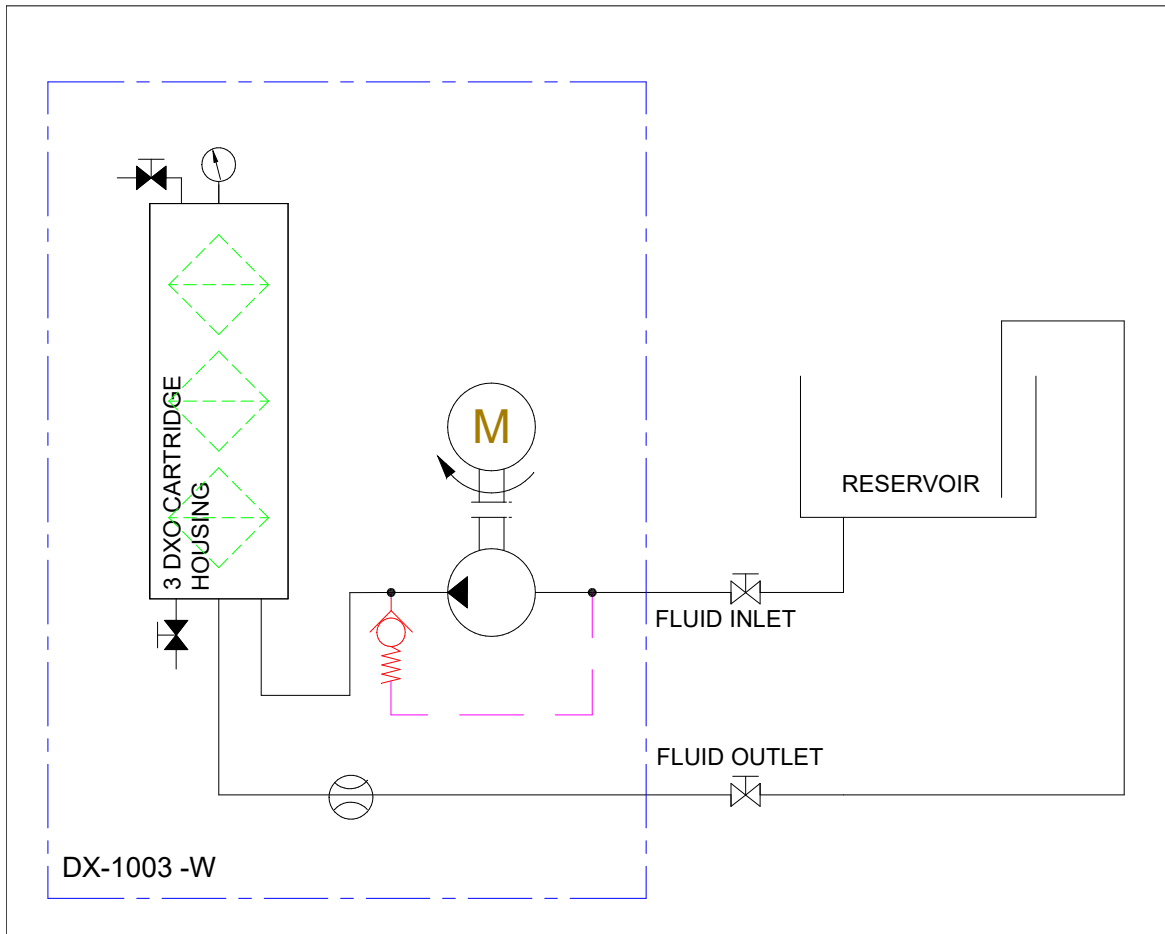 3 DXO CARTRIDGE
HOUSING
M
RESERVOIR
FLUID INLET
FLUID OUTLET
DX-1003 -W